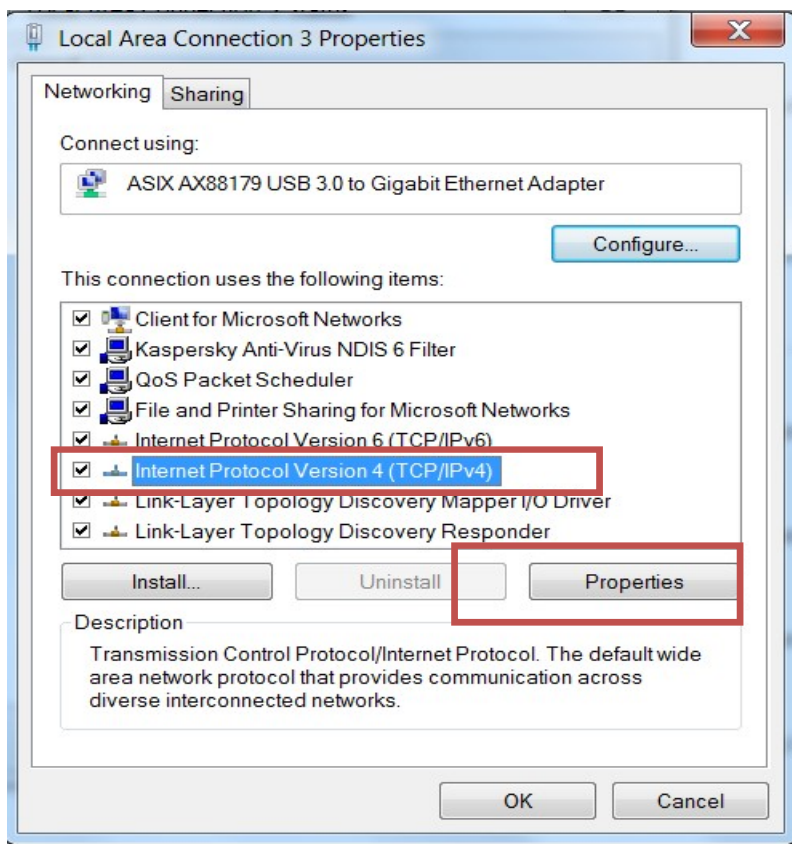 Local Area Connection 3 Properties
Networking
Sharing
Connect using:
ASIX AX88179 USB 3.0 to Gigabit Ethernet Adapter
Configure...
This connection uses the following items:
Client for Microsoft Networks
Kaspersky Anti-Virus NDIS 6 Filter
QoS Packet Scheduler
File and Printer Sharing for Microsoft Networks
Internet Protocol Version 6 (TCP/IPv6)
Internet Protocol Version 4 (TCP/IPv4)
Link-Layer Topology Discovery Mapper I/O Driver
Link-Layer Topology Discovery Responder
Install...
Uninstall
Properties
Description
Transmission Control Protocol/Internet Protocol. The default wide
area network protocol that provides communication across
diverse interconnected networks.
OK
Cancel